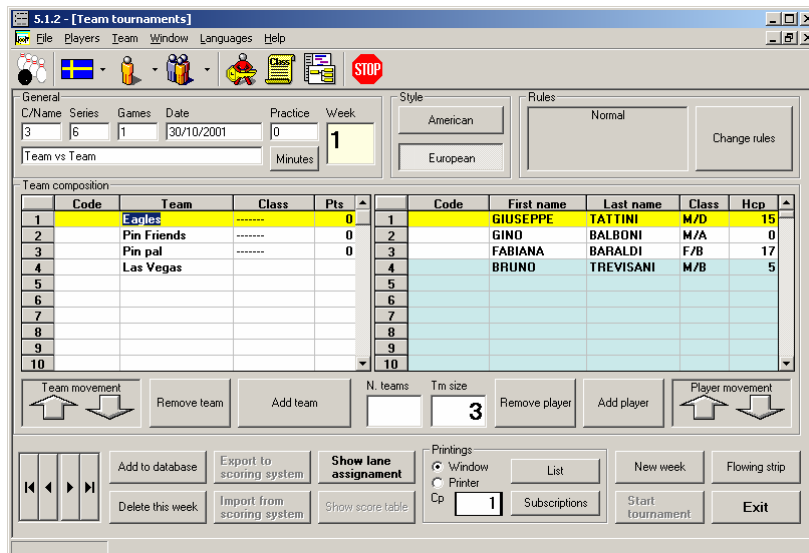 5.1.2 - [Team tournaments]
File Players Team Window Languages Help
Class STOP
General Style Rules
C/Name Series Games Date Practice Week
3 6 1 30/10/2001 0 1
Team vs Team Minutes
American
European
Normal
Change rules
Team composition
Code Team Class Pts Code First name Last name Class Hcp
1 Eagles ------- 0 1 GIUSEPPE TATTINI M/D 15
2 Pin Friends ------- 0 2 GINO BALBONI M/A 0
3 Pin pal ------- 0 3 FABIANA BARALDI F/B 17
4 Las Vegas 4 BRUNO TREVISANI M/B 5
5 5
6 6
7 7
8 8
9 9
10 10
Team movement Remove team Add team N. teams Tm size 3 Remove player Add player Player movement
Add to database Export to scoring system Show lane assignament
Delete this week Import from scoring system Show score table
Printings
Window
Printer
Cp 1
List
Subscriptions
New week Flowing strip
Start tournament Exit